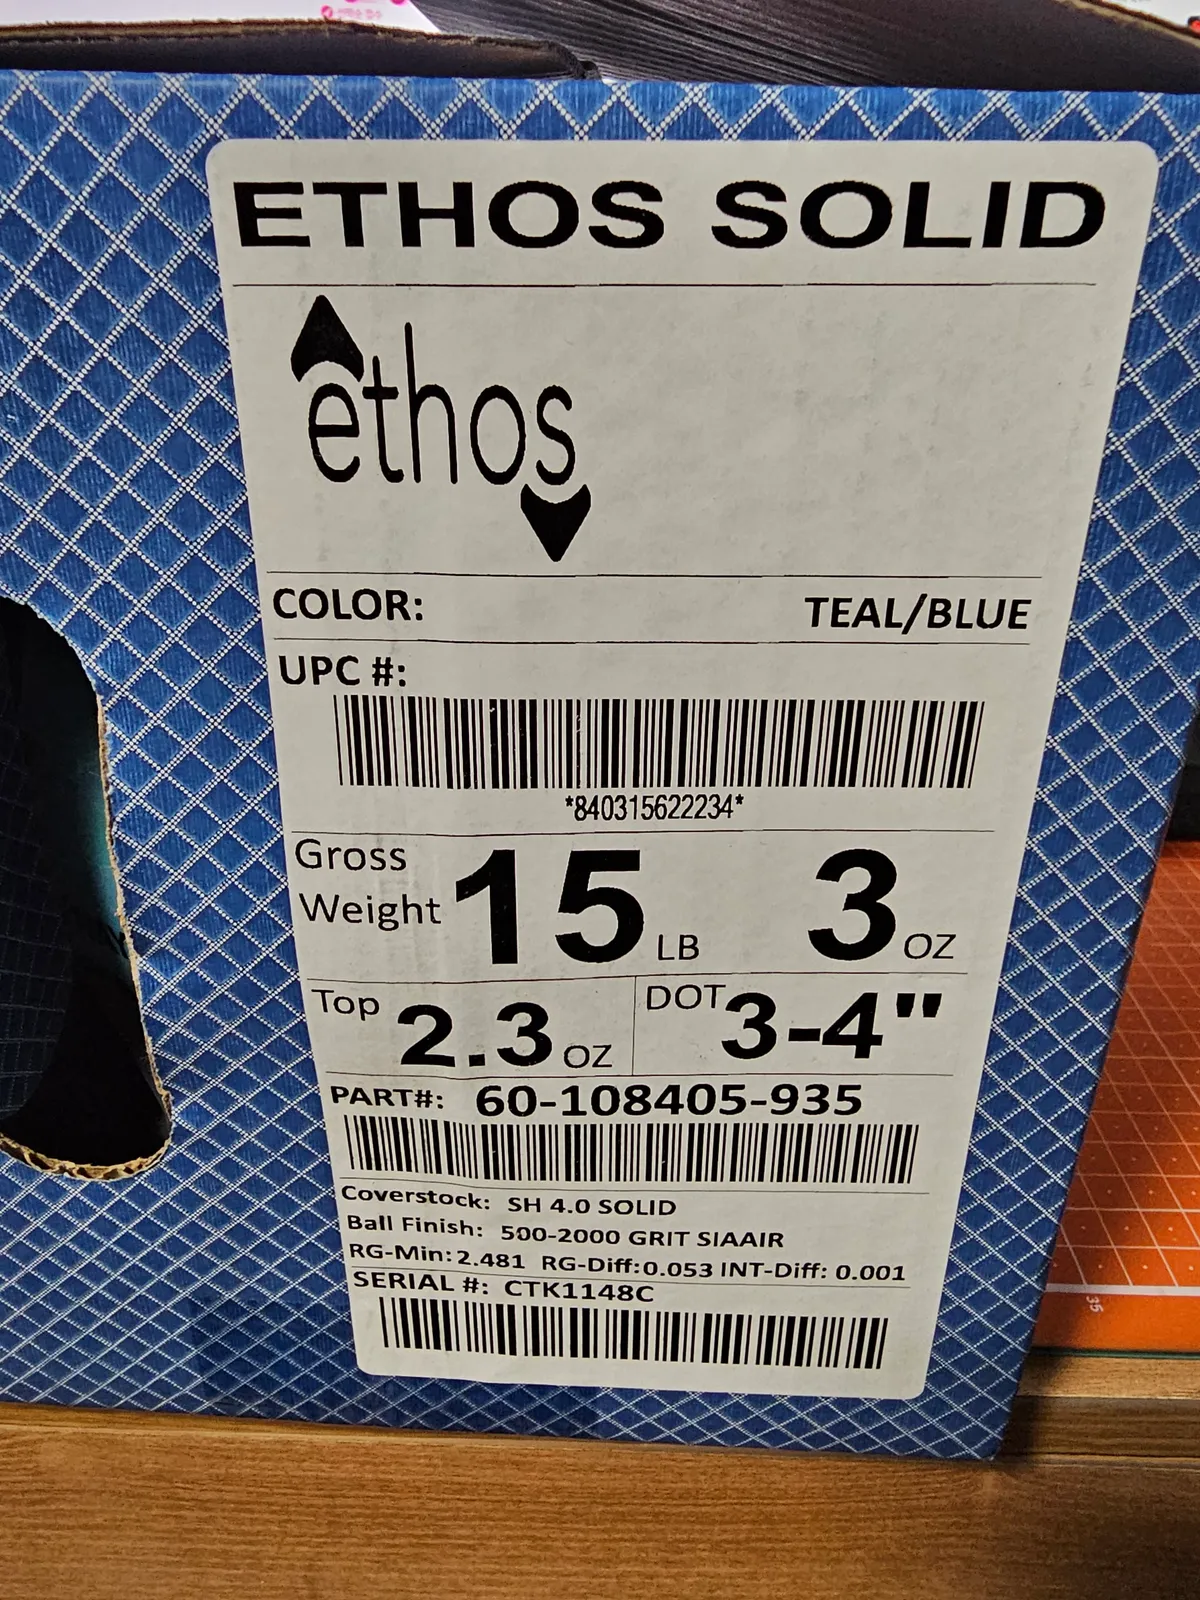 ETHOS SOLID
ethos
COLOR: TEAL/BLUE
UPC #:
*840315622234*
Gross Weight 15 LB 3 OZ
Top 2.3 OZ DOT 3-4"
PART#: 60-108405-935
Coverstock: SH 4.0 SOLID
Ball Finish: 500-2000 GRIT SIAAIR
RG-Min: 2.481 RG-Diff: 0.053 INT-Diff: 0.001
SERIAL #: CTK1148C
35